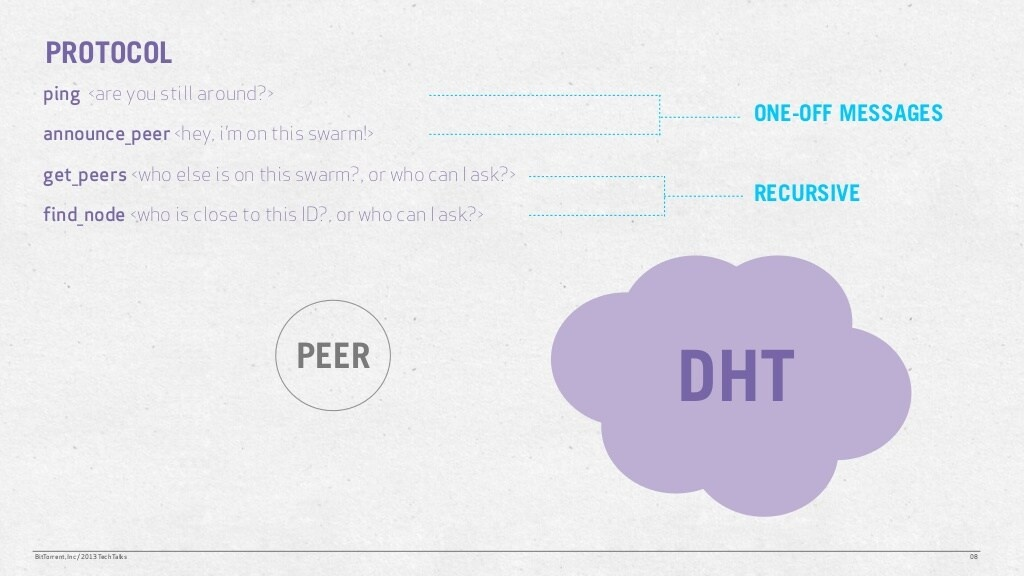 PROTOCOL
ping <are you still around?>
announce_peer <hey, i'm on this swarm!>
ONE-OFF MESSAGES
get_peers <who else is on this swarm?, or who can I ask?>
find_node <who is close to this ID?, or who can I ask?>
RECURSIVE
PEER
DHT
BitTorrent, Inc / 2013 Tech Talks
08